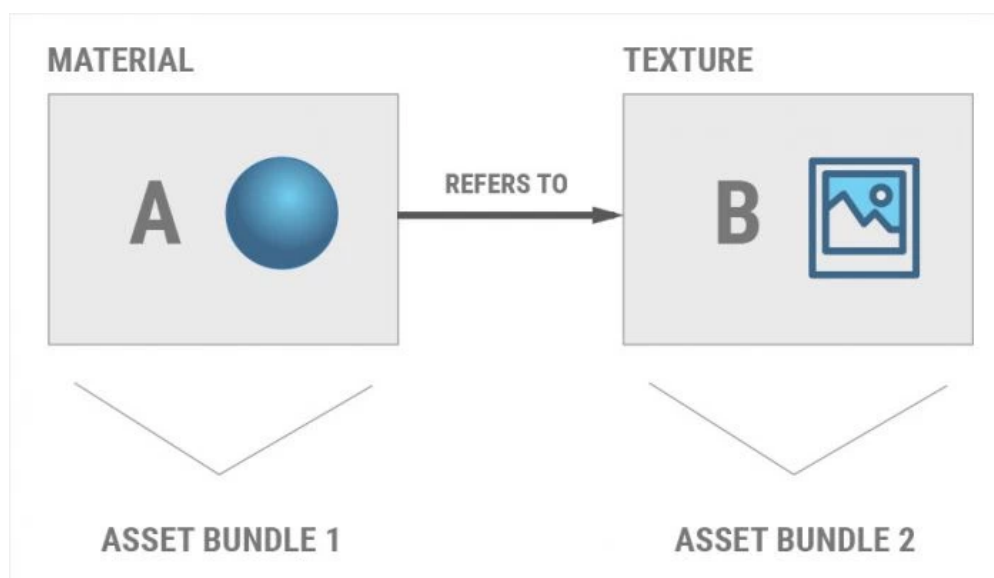 MATERIAL
TEXTURE
A
REFERS TO
B
ASSET BUNDLE 1
ASSET BUNDLE 2